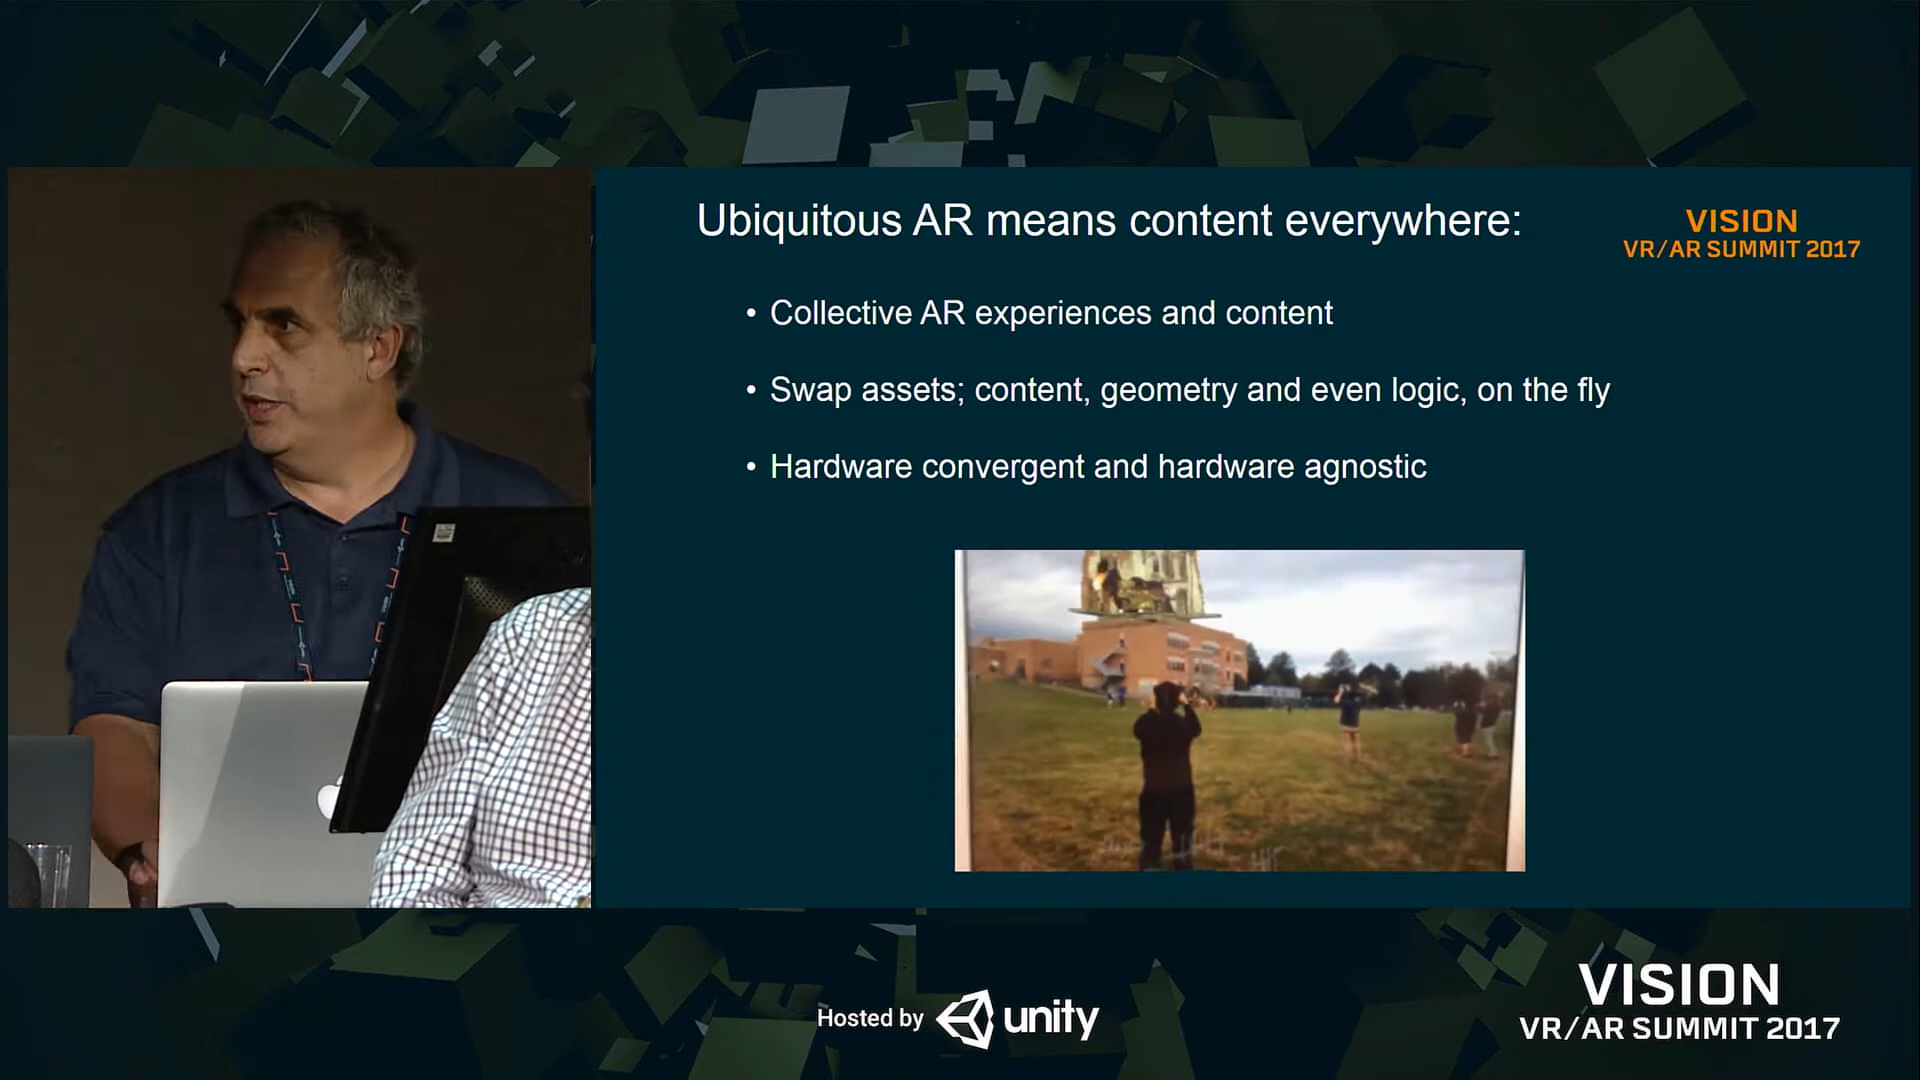 Ubiquitous AR means content everywhere:
VISION
VR/AR SUMMIT 2017
• Collective AR experiences and content
• Swap assets; content, geometry and even logic, on the fly
• Hardware convergent and hardware agnostic
Hosted by unity
VISION
VR/AR SUMMIT 2017